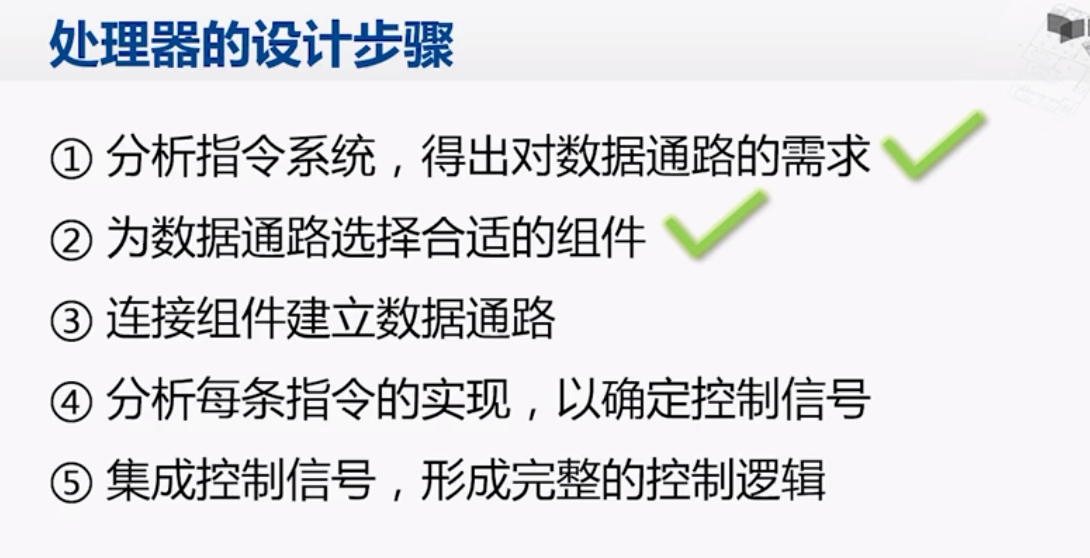 处理器的设计步骤
① 分析指令系统，得出对数据通路的需求
② 为数据通路选择合适的组件
③ 连接组件建立数据通路
④ 分析每条指令的实现，以确定控制信号
⑤ 集成控制信号，形成完整的控制逻辑